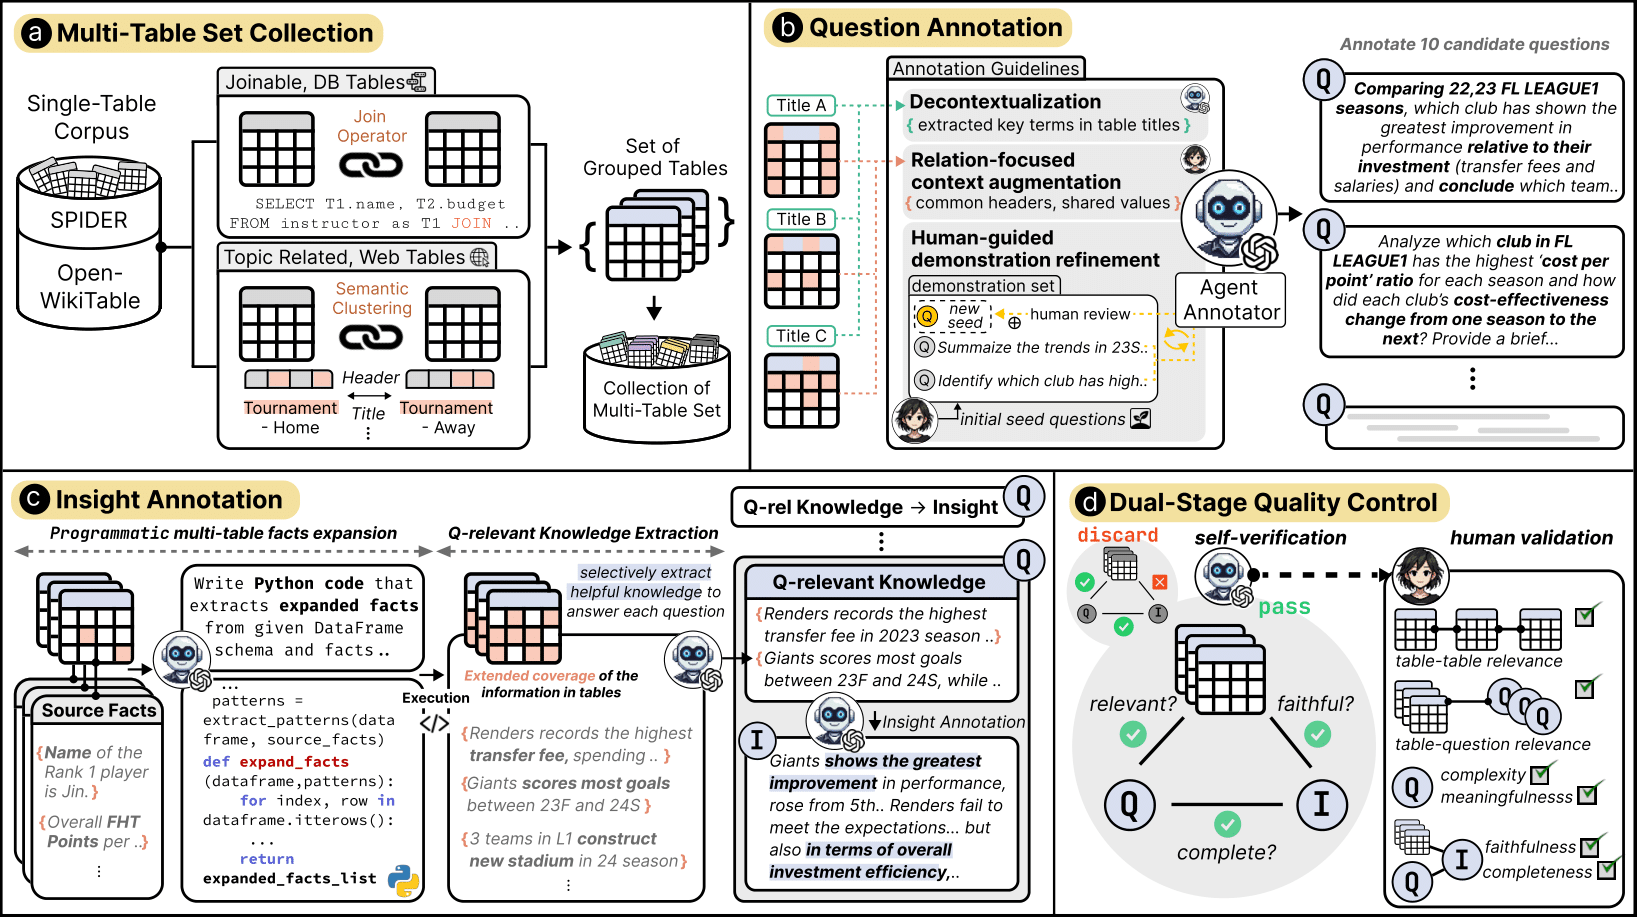 a Multi-Table Set Collection
Single-Table
Corpus
SPIDER
Open-
WikiTable
Joinable, DB Tables
Join
Operator
SELECT T1.name, T2.budget
FROM instructor as T1 JOIN ..
Topic Related, Web Tables
Semantic
Clustering
Header
Title
Tournament
- Home
Tournament
- Away
⋮
Set of
Grouped Tables
{ }
Collection of
Multi-Table Set
b Question Annotation
Title A
Title B
Title C
Annotation Guidelines
Decontextualization
{ extracted key terms in table titles }
Relation-focused
context augmentation
{ common headers, shared values }
Human-guided
demonstration refinement
demonstration set
Q new
seed
human review
Q Summaize the trends in 23S..
Q Identify which club has high..
initial seed questions
Agent
Annotator
Annotate 10 candidate questions
Q
Comparing 22,23 FL LEAGUE1
seasons, which club has shown the
greatest improvement in
performance relative to their
investment (transfer fees and
salaries) and conclude which team..
Q
Analyze which club in FL
LEAGUE1 has the highest 'cost per
point' ratio for each season and how
did each club's cost-effectiveness
change from one season to the
next? Provide a brief...
⋮
Q
c Insight Annotation
Programmatic multi-table facts expansion
Source Facts
{Name of the
Rank 1 player
is Jin. }
{Overall FHT
Points per ..}
⋮
Write Python code that
extracts expanded facts
from given DataFrame
schema and facts..
...
patterns =
extract_patterns(data
frame, source_facts)
def expand_facts
(dataframe,patterns):
for index, row in
dataframe.itterows():
...
return
expanded_facts_list
Execution
</>
Q-relevant Knowledge Extraction
selectively extract
helpful knowledge to
answer each question
Extended coverage of the
information in tables
{Renders records the highest
transfer fee, spending .. }
{Giants scores most goals
between 23F and 24S }
{3 teams in L1 construct
new stadium in 24 season}
⋮
Q-rel Knowledge → Insight
Q
⋮
Q
Q-relevant Knowledge
{Renders records the highest
transfer fee in 2023 season ..}
{Giants scores most goals
between 23F and 24S, while ..
Insight Annotation
I
Giants shows the greatest
improvement in performance,
rose from 5th.. Renders fail to
meet the expectations... but
also in terms of overall
investment efficiency,..
d Dual-Stage Quality Control
discard
Q
I
self-verification
pass
relevant?
faithful?
Q
I
complete?
human validation
table-table relevance
Q Q Q
table-question relevance
Q
complexity
meaningfulnesss
Q
I
faithfulness
completeness